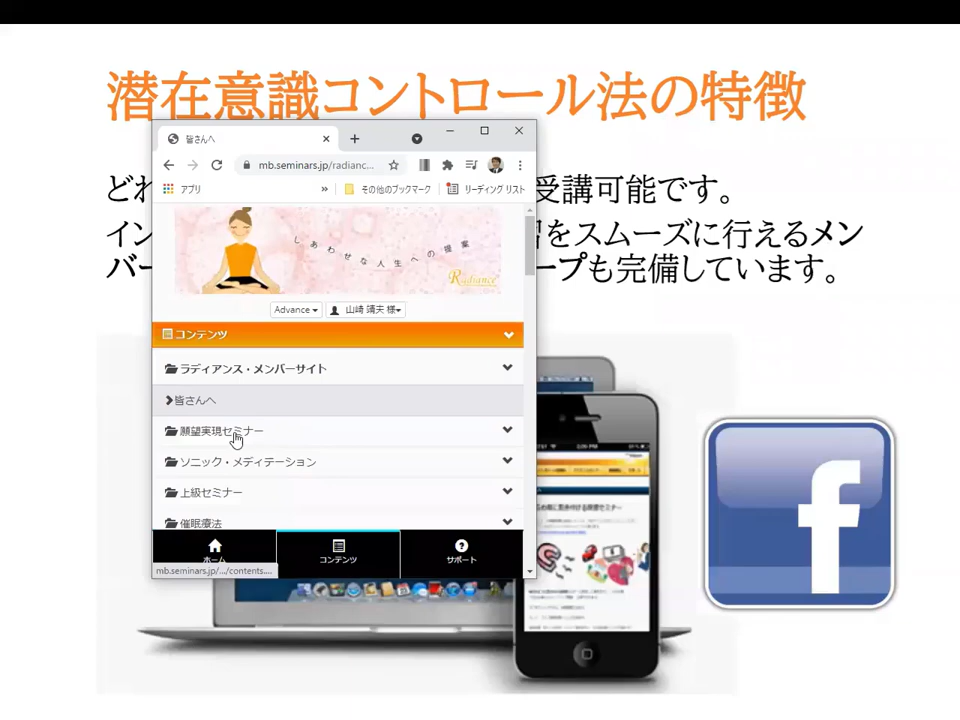 潜在意識コントロール法の特徴
どれ
受講可能です。
イン
習をスムーズに行えるメン
バー
ープも完備しています。
皆さんへ
mb.seminars.jp/radianc...
アプリ
»
その他のブックマーク
リーディング リスト
しあわせな人生への提案
Radiance
Advance
山崎 靖夫 様
コンテンツ
ラディアンス・メンバーサイト
皆さんへ
願望実現セミナー
ソニック・メディテーション
上級セミナー
催眠療法
ホーム
コンテンツ
サポート
mb.seminars.jp/.../contents....
f